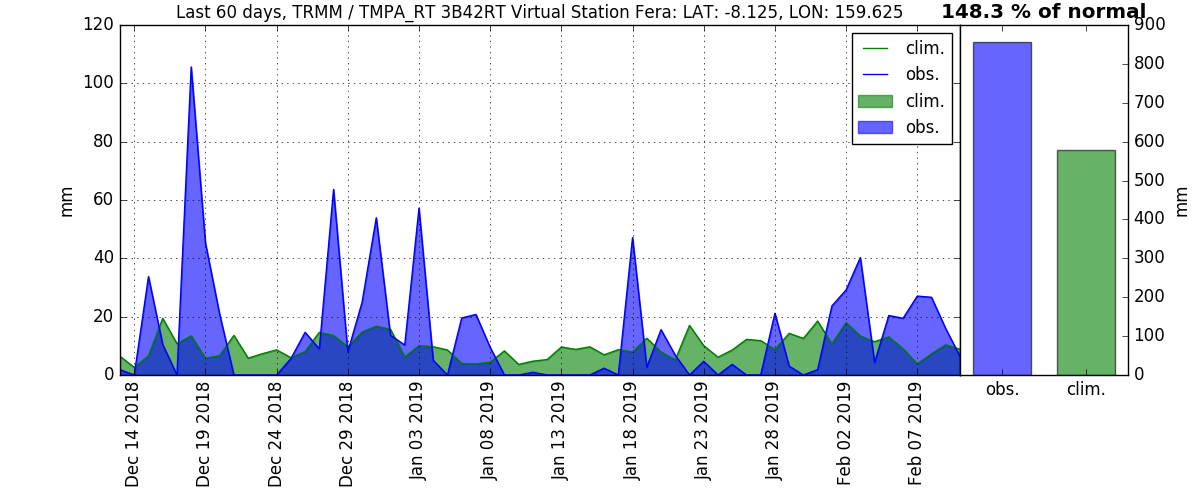 Last 60 days, TRMM / TMPA_RT 3B42RT Virtual Station Fera: LAT: -8.125, LON: 159.625
148.3 % of normal
120
100
80
60
40
20
0
mm
clim.
obs.
clim.
obs.
900
800
700
600
500
400
300
200
100
0
mm
obs.
clim.
Dec 14 2018
Dec 19 2018
Dec 24 2018
Dec 29 2018
Jan 03 2019
Jan 08 2019
Jan 13 2019
Jan 18 2019
Jan 23 2019
Jan 28 2019
Feb 02 2019
Feb 07 2019